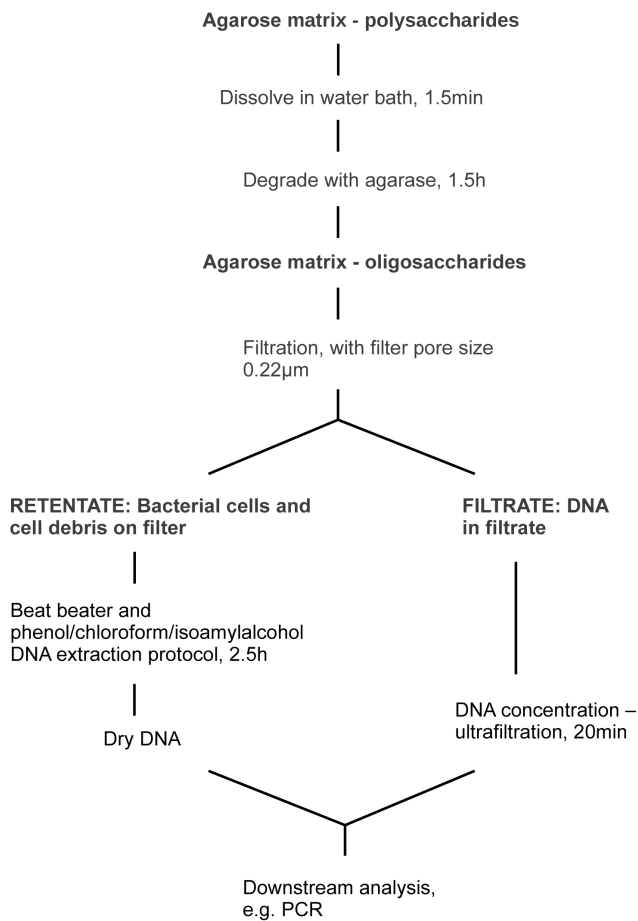 Agarose matrix - polysaccharides
Dissolve in water bath, 1.5min
Degrade with agarase, 1.5h
Agarose matrix - oligosaccharides
Filtration, with filter pore size
0.22µm
RETENTATE: Bacterial cells and
cell debris on filter
FILTRATE: DNA
in filtrate
Beat beater and
phenol/chloroform/isoamylalcohol
DNA extraction protocol, 2.5h
DNA concentration –
ultrafiltration, 20min
Dry DNA
Downstream analysis,
e.g. PCR